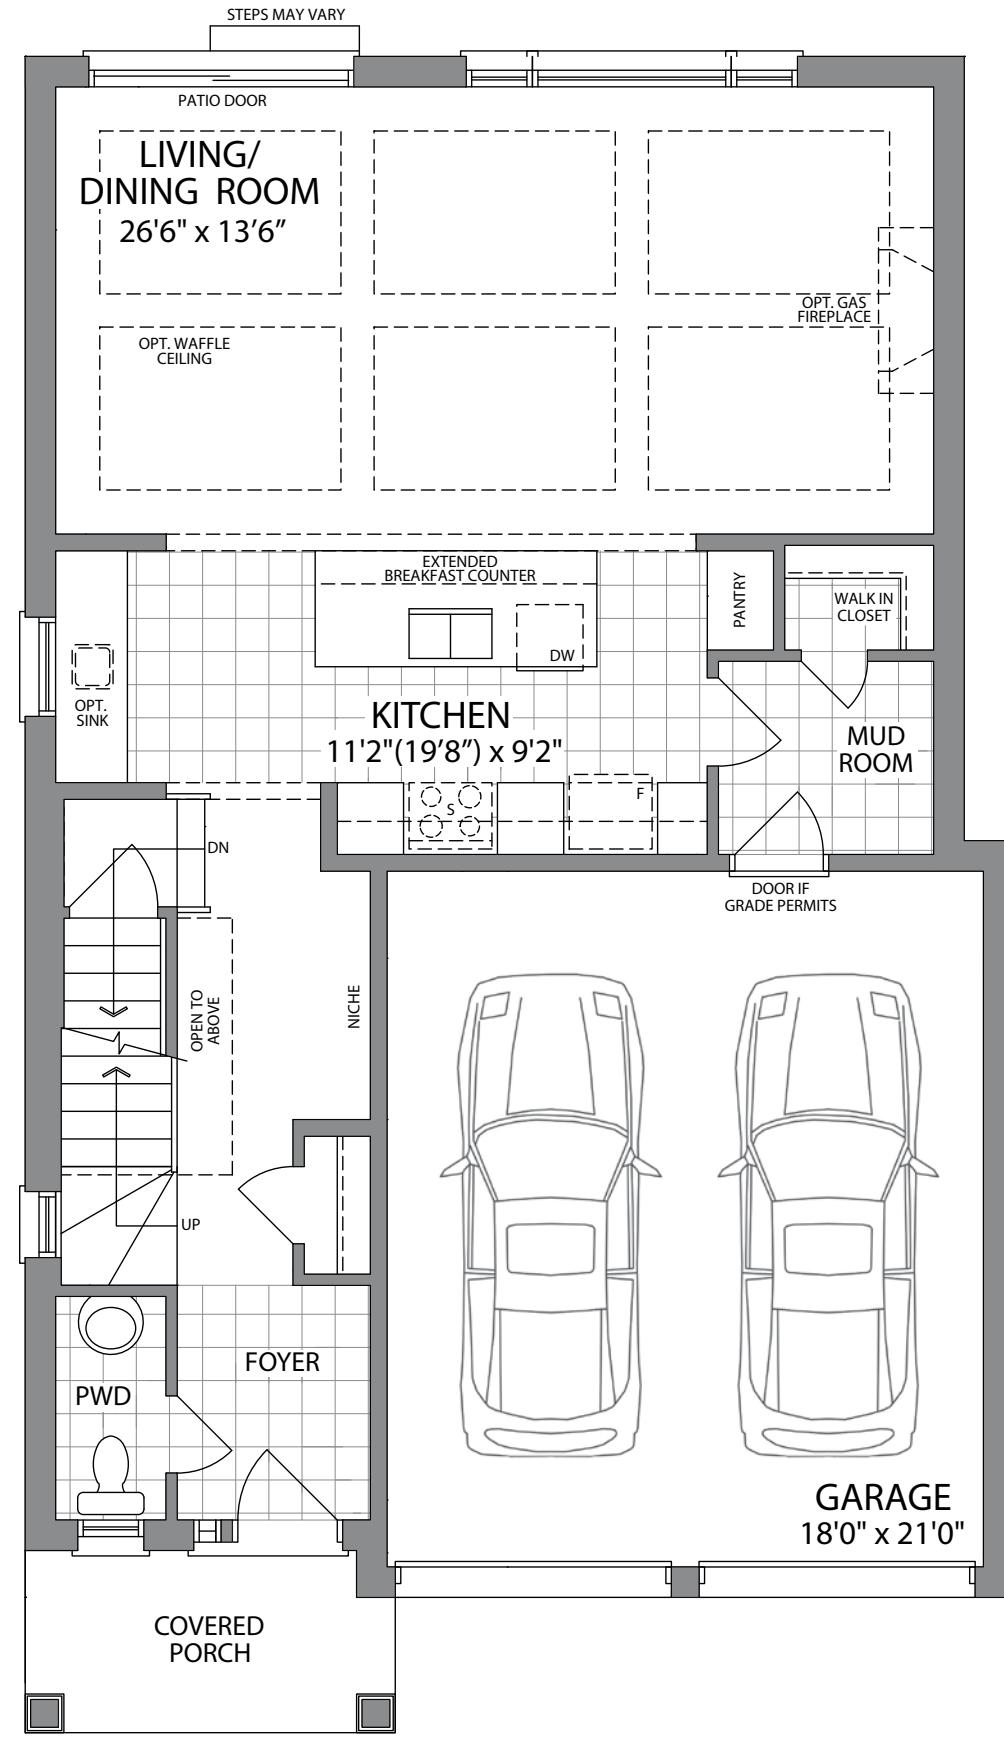 STEPS MAY VARY
PATIO DOOR
LIVING/
DINING ROOM
26'6" x 13’6”
OPT. GAS
FIREPLACE
OPT. WAFFLE
CEILING
EXTENDED
BREAKFAST COUNTER
DW
PANTRY
WALK IN
CLOSET
OPT.
SINK
KITCHEN
11'2"(19’8”) x 9'2"
MUD
ROOM
S
F
DN
DOOR IF
GRADE PERMITS
OPEN TO
ABOVE
NICHE
UP
FOYER
PWD
GARAGE
18'0" x 21'0"
COVERED
PORCH